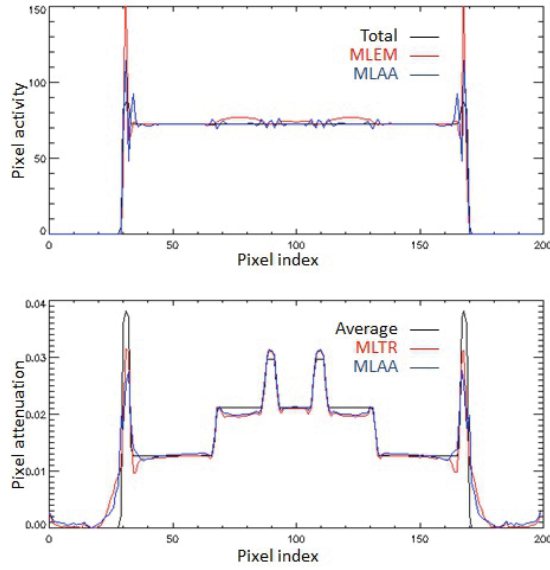 150
Total
MLEM
MLAA
100
Pixel activity
50
0
0 50 100 150 200
Pixel index
0.04
Average
MLTR
MLAA
0.03
Pixel attenuation
0.02
0.01
0.00
0 50 100 150 200
Pixel index